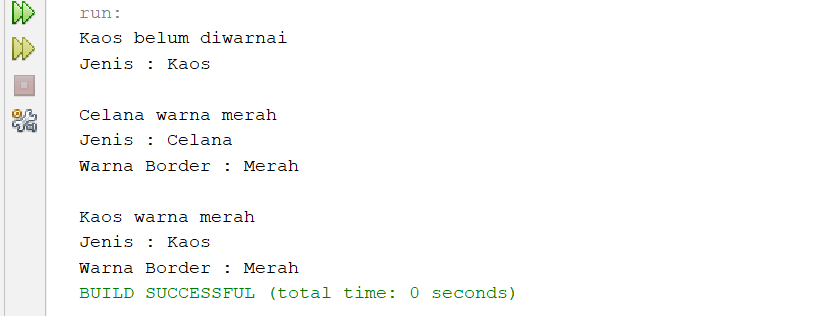 run:
Kaos belum diwarnai
Jenis : Kaos
Celana warna merah
Jenis : Celana
Warna Border : Merah
Kaos warna merah
Jenis : Kaos
Warna Border : Merah
BUILD SUCCESSFUL (total time: 0 seconds)